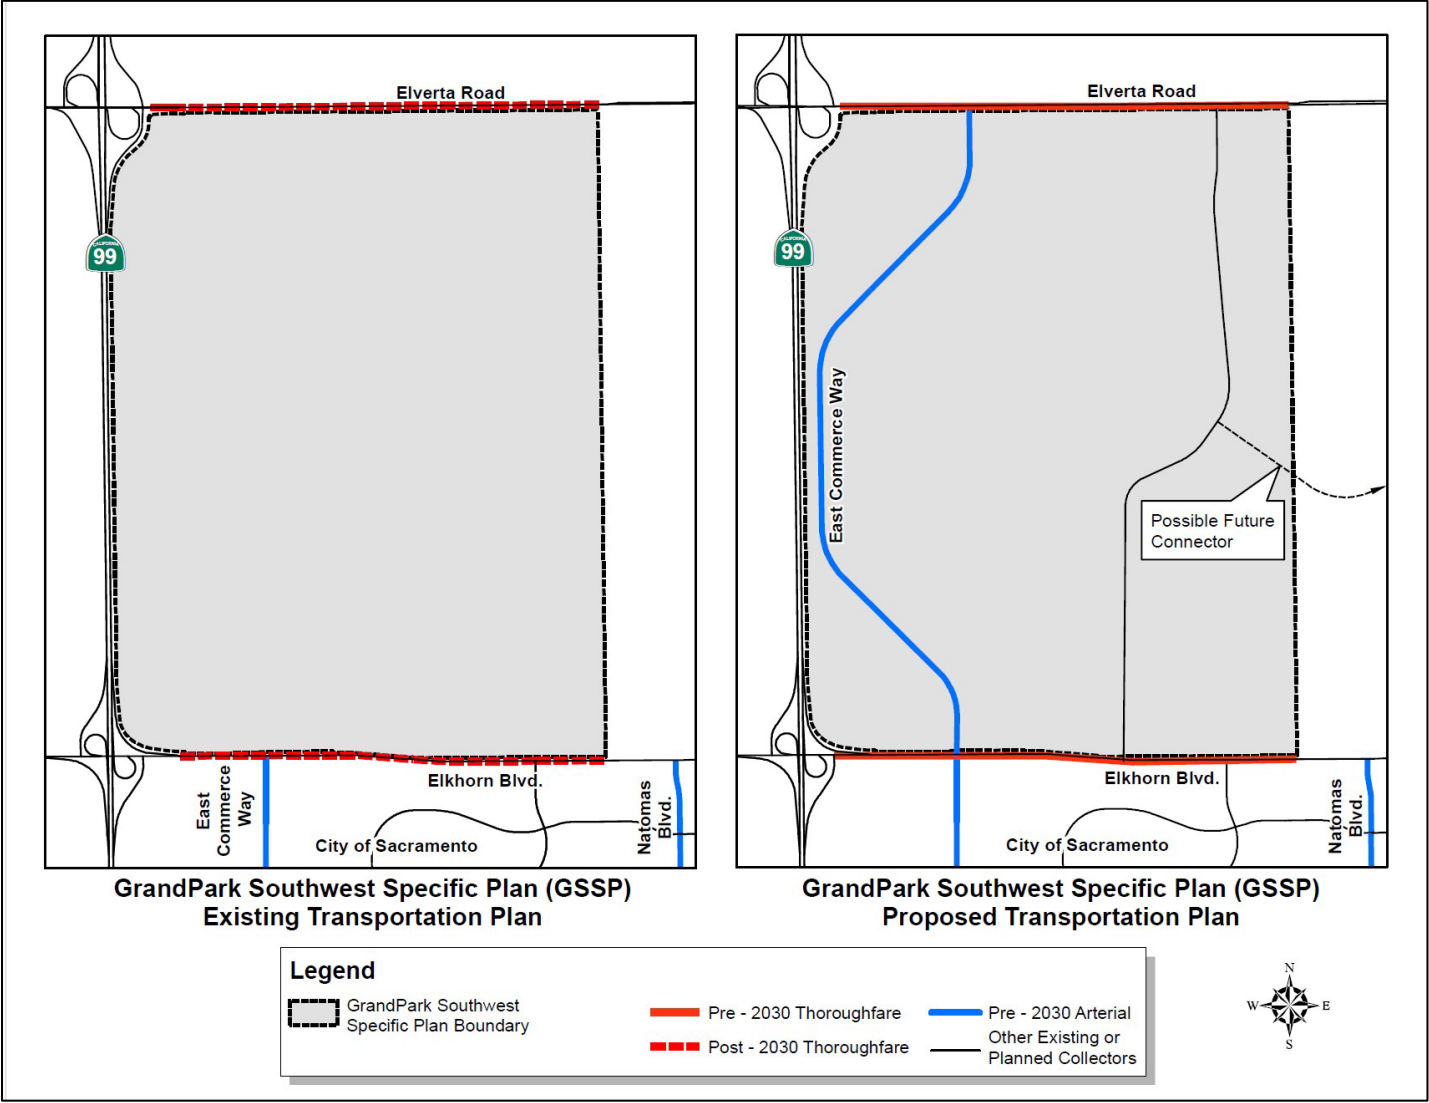 Elverta Road
CALIFORNIA
99
East
Commerce
Way
Elkhorn Blvd.
City of Sacramento
Natomas
Blvd.
GrandPark Southwest Specific Plan (GSSP)
Existing Transportation Plan
Elverta Road
CALIFORNIA
99
East Commerce Way
Possible Future
Connector
Elkhorn Blvd.
City of Sacramento
Natomas
Blvd.
GrandPark Southwest Specific Plan (GSSP)
Proposed Transportation Plan
Legend
GrandPark Southwest
Specific Plan Boundary
Pre - 2030 Thoroughfare
Post - 2030 Thoroughfare
Pre - 2030 Arterial
Other Existing or
Planned Collectors
N
W E
S